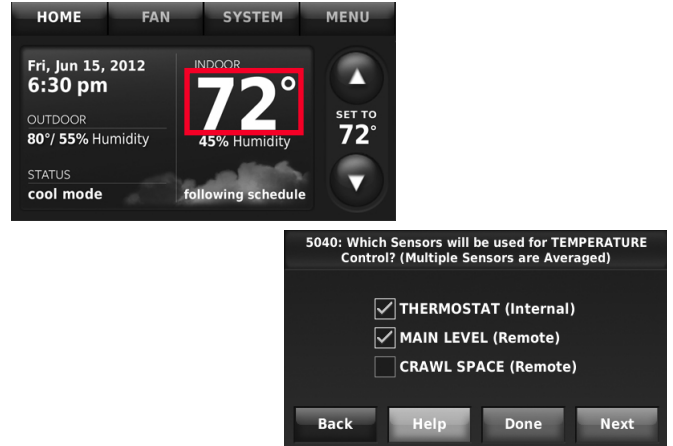 HOME FAN SYSTEM MENU
Fri, Jun 15, 2012
6:30 pm
OUTDOOR
80°/ 55% Humidity
STATUS
cool mode
INDOOR
72°
45% Humidity
following schedule
SET TO
72°
5040: Which Sensors will be used for TEMPERATURE
Control? (Multiple Sensors are Averaged)
THERMOSTAT (Internal)
MAIN LEVEL (Remote)
CRAWL SPACE (Remote)
Back Help Done Next